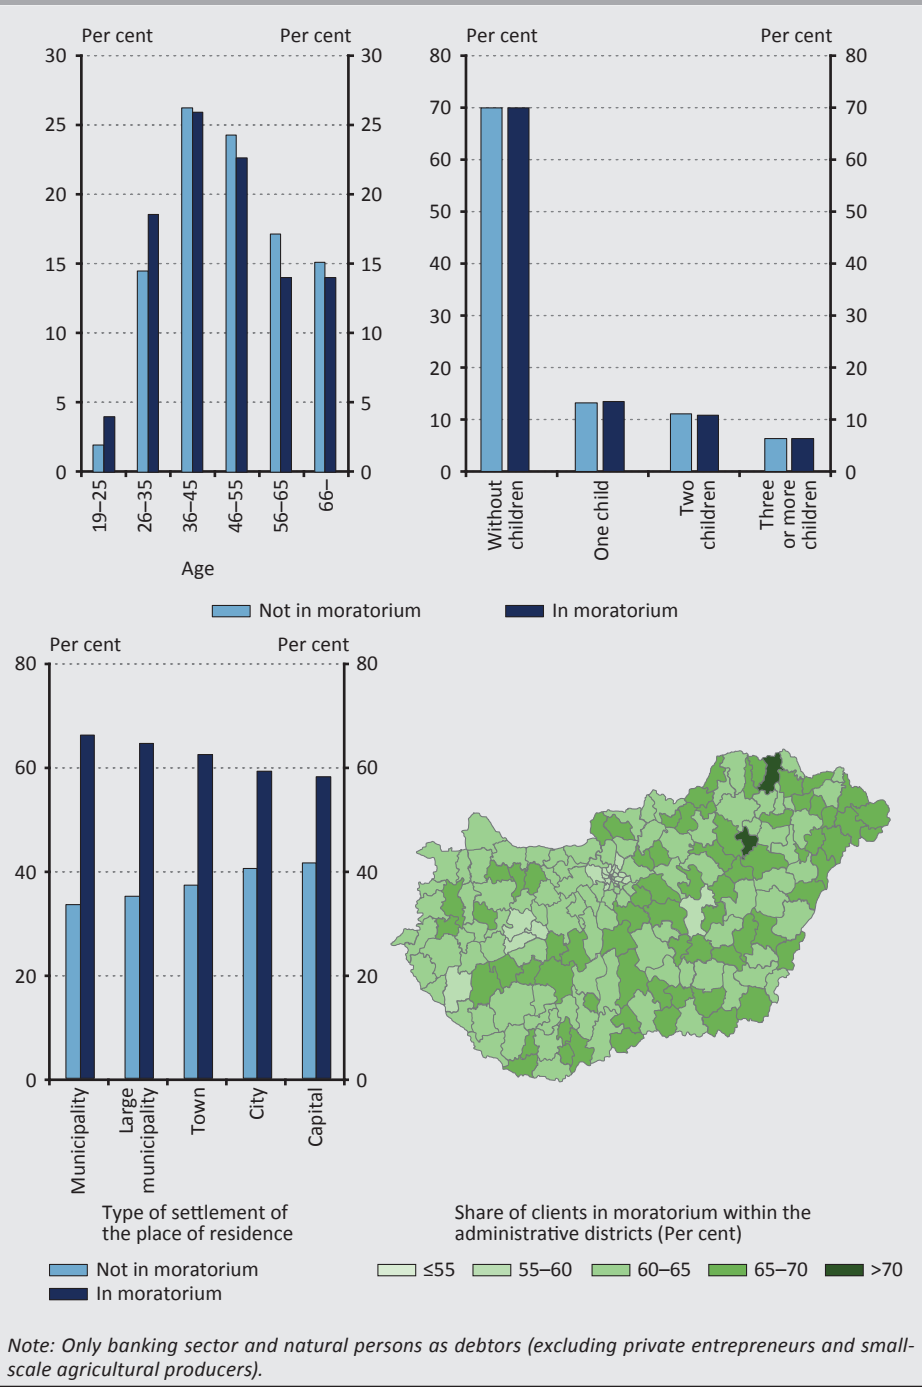 Per cent
Per cent
30
30
25
25
20
20
15
15
10
10
5
5
0
0
19–25
26–35
36–45
46–55
56–65
66–
Age
Per cent
Per cent
80
80
70
70
60
60
50
50
40
40
30
30
20
20
10
10
0
0
Without
children
One child
Two
children
Three
or more
children
Not in moratorium
In moratorium
Per cent
Per cent
80
80
60
60
40
40
20
20
0
0
Municipality
Large
municipality
Town
City
Capital
Type of settlement of
the place of residence
Not in moratorium
In moratorium
Share of clients in moratorium within the
administrative districts (Per cent)
≤55
55–60
60–65
65–70
>70
Note: Only banking sector and natural persons as debtors (excluding private entrepreneurs and small-
scale agricultural producers).